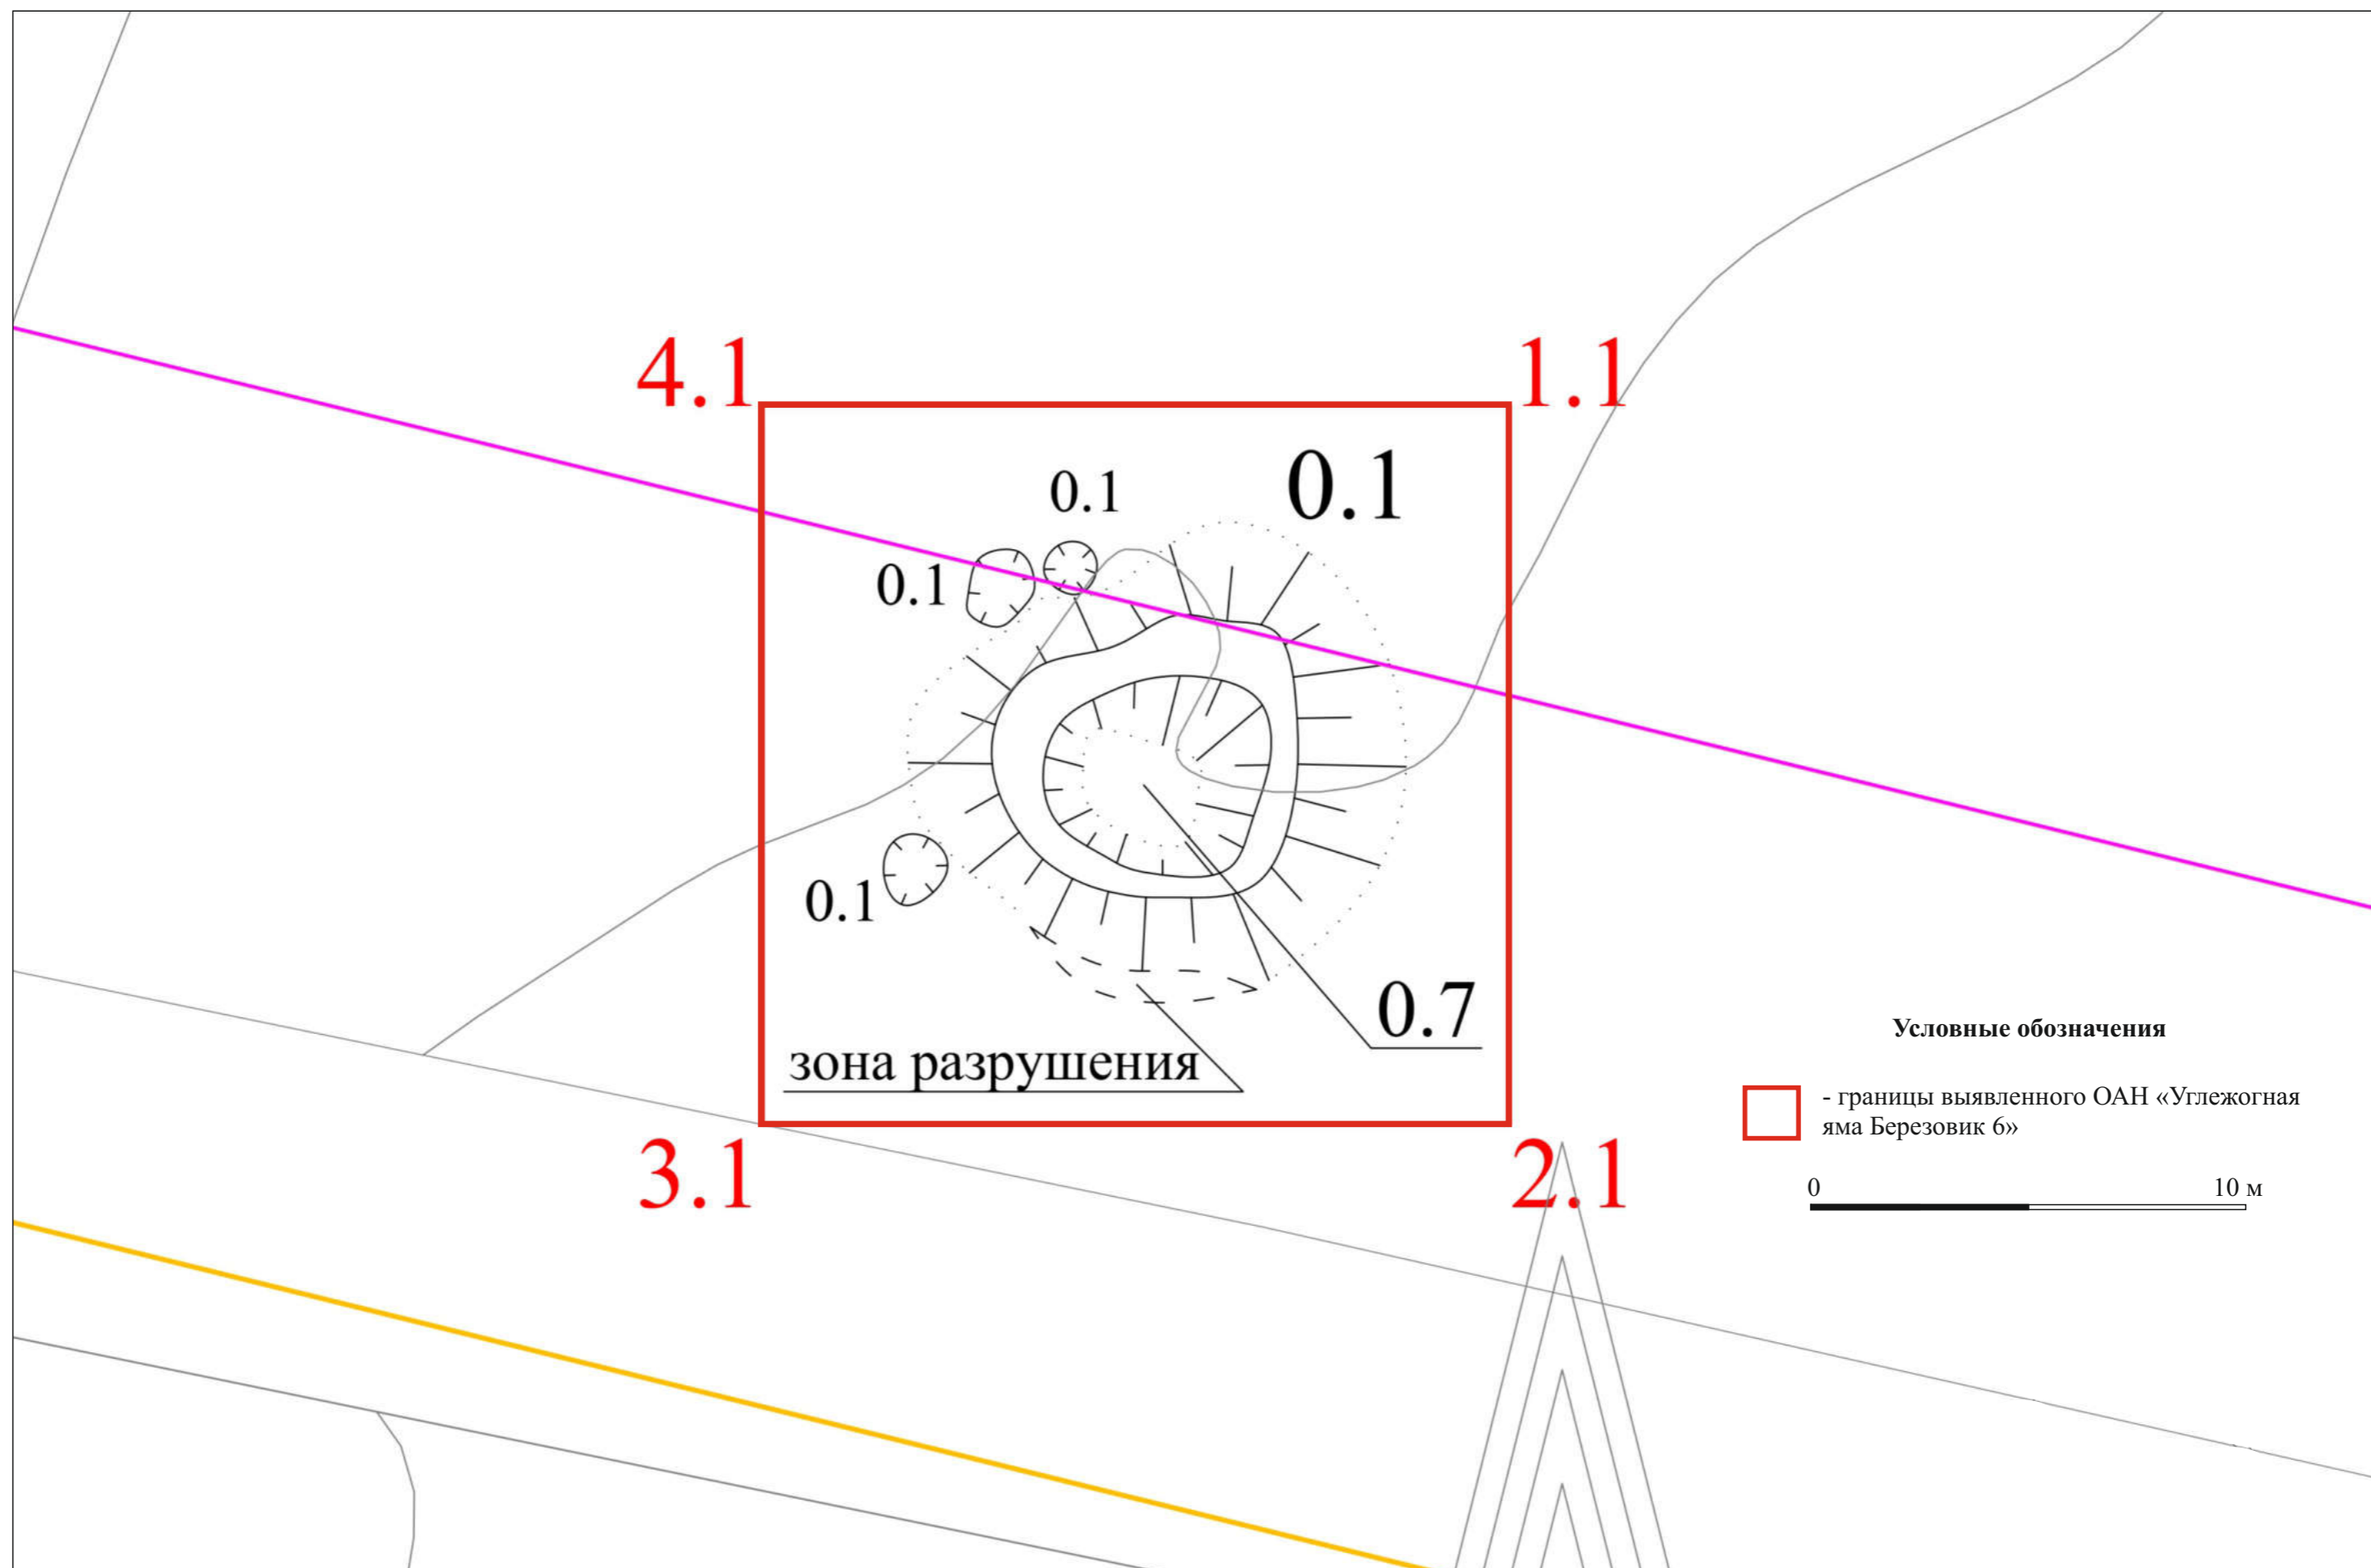 4.1
1.1
0.1
0.1
0.1
0.1
0.7
зона разрушения
3.1
2.1
Условные обозначения
- границы выявленного ОАН «Углежогная
яма Березовик 6»
0
10 м